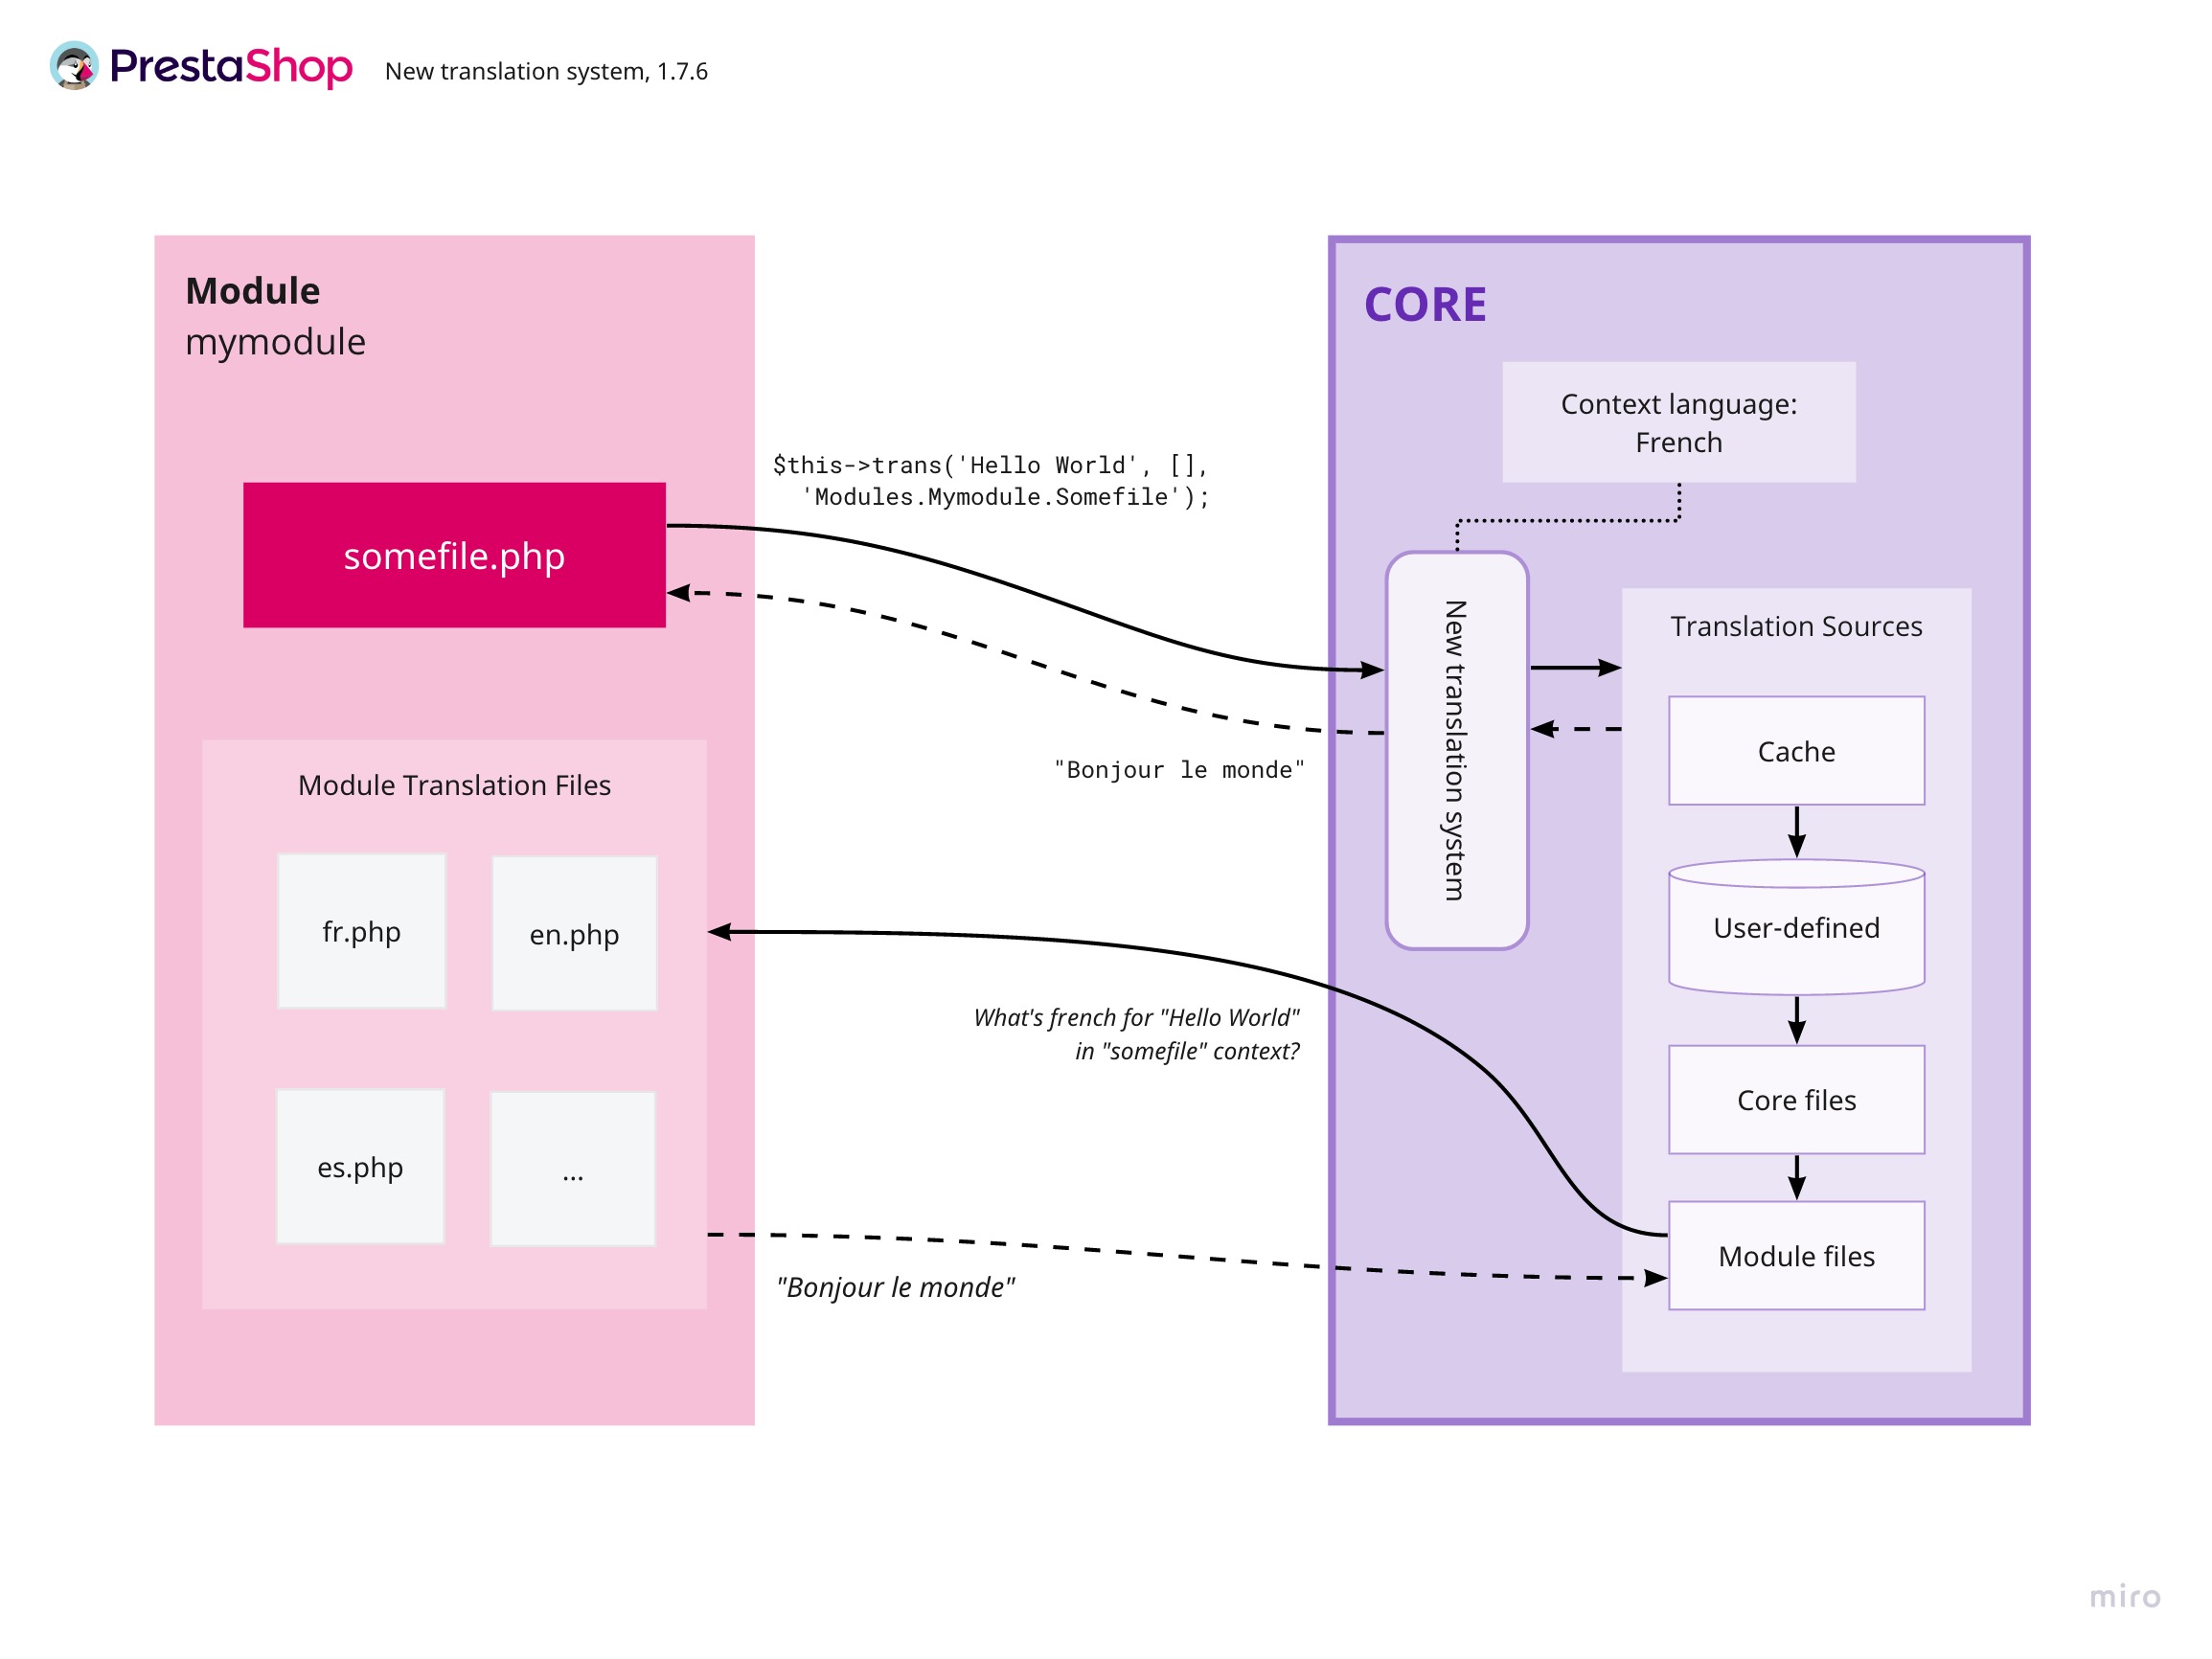 PrestaShop
New translation system, 1.7.6
Module
mymodule
somefile.php
$this->trans('Hello World', [],
'Modules.Mymodule.Somefile');
"Bonjour le monde"
Module Translation Files
fr.php
en.php
es.php
...
What's french for "Hello World"
in "somefile" context?
"Bonjour le monde"
CORE
Context language:
French
New translation system
Translation Sources
Cache
User-defined
Core files
Module files
miro